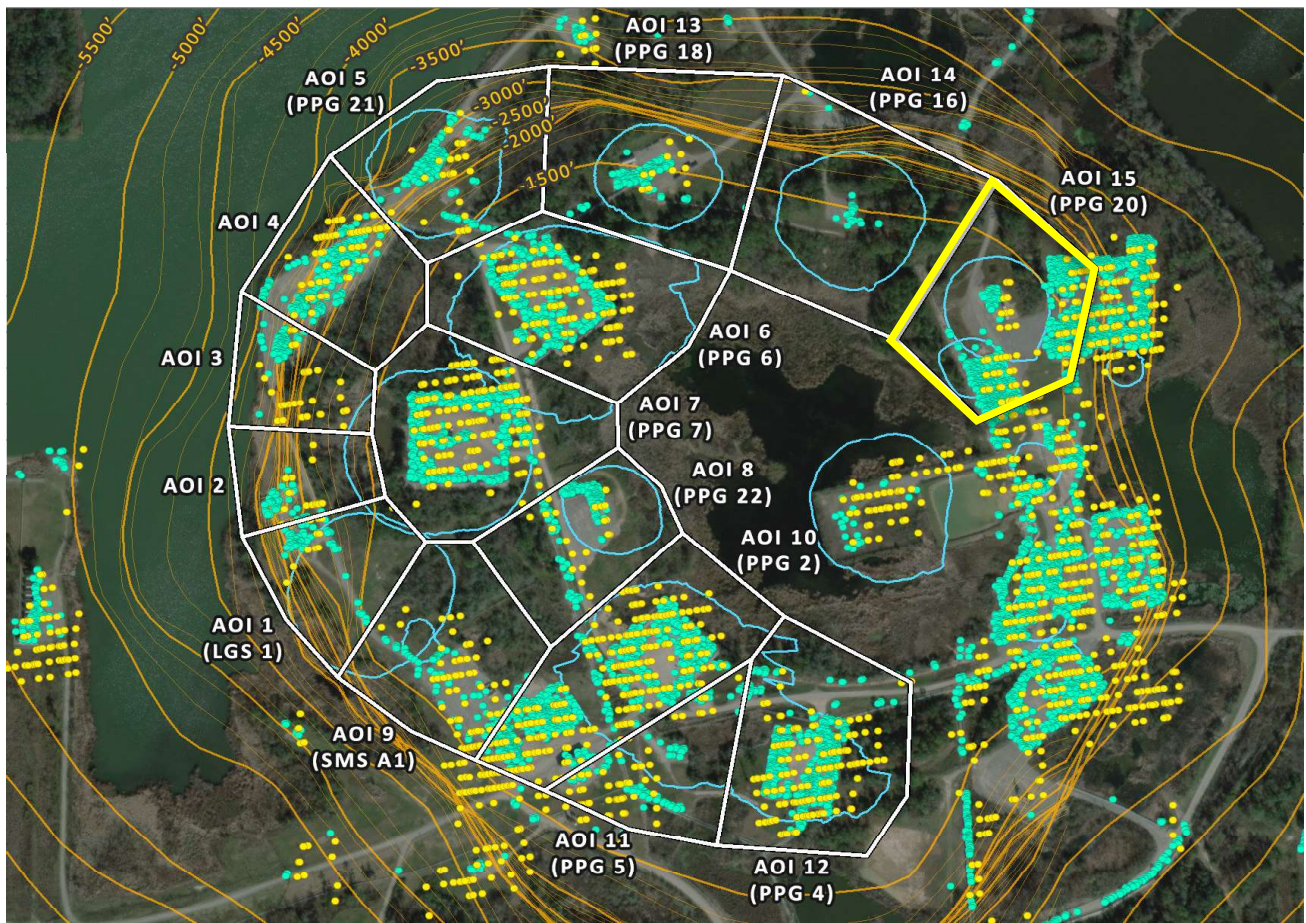 -5500'
-5000'
-4500'
-4000'
-3500'
-3000'
-2500'
-2000'
-1500'
AOI 13
(PPG 18)
AOI 14
(PPG 16)
AOI 5
(PPG 21)
AOI 15
(PPG 20)
AOI 4
AOI 3
AOI 6
(PPG 6)
AOI 7
(PPG 7)
AOI 8
(PPG 22)
AOI 2
AOI 10
(PPG 2)
AOI 1
(LGS 1)
AOI 9
(SMS A1)
AOI 11
(PPG 5)
AOI 12
(PPG 4)